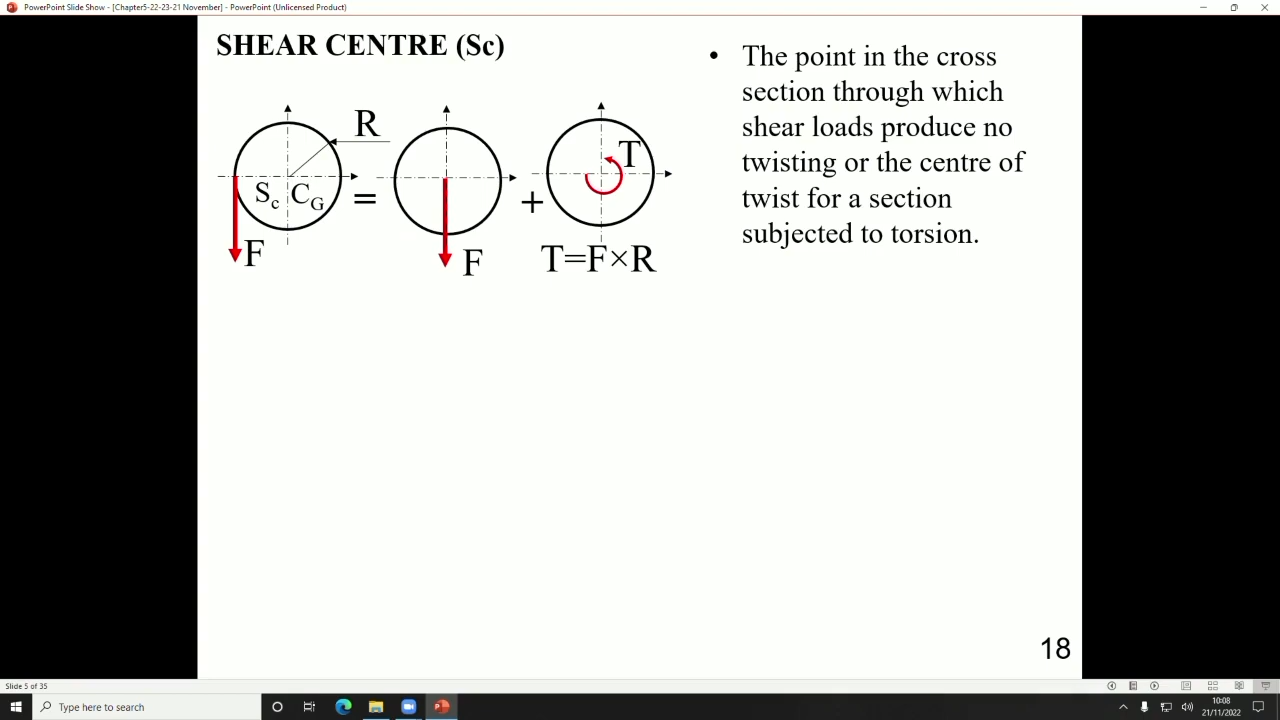 PowerPoint Slide Show - [Chapter5-22-23-21 November] - PowerPoint (Unlicensed Product)
SHEAR CENTRE (Sc)
• The point in the cross
section through which
shear loads produce no
twisting or the centre of
twist for a section
subjected to torsion.
R
T
Sc CG
=
+
F
F
T=F×R
18
Slide 5 of 35
Type here to search
10:08
21/11/2022